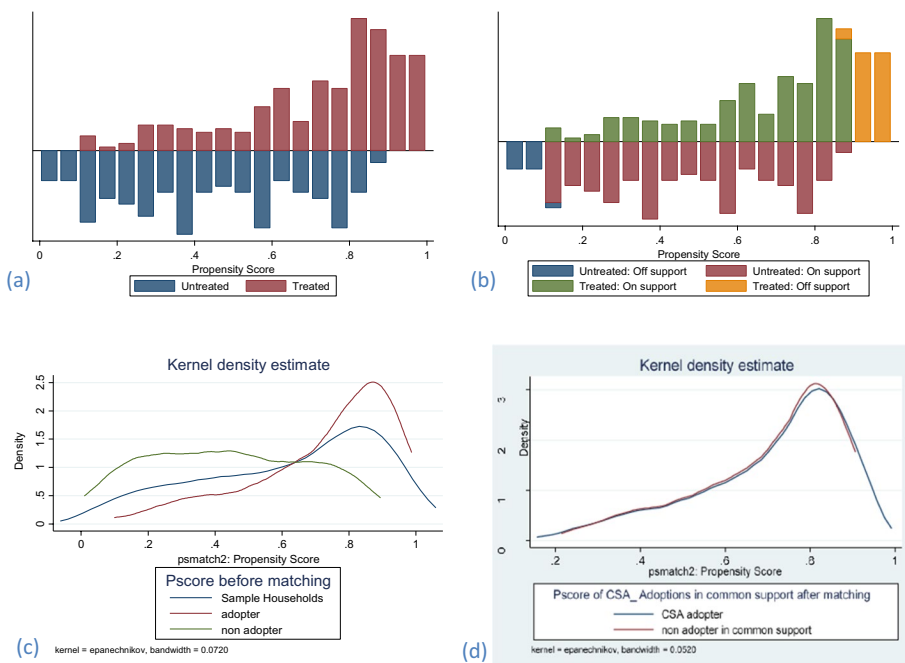 0 .2 .4 .6 .8 1
Propensity Score
Untreated Treated
(a)
0 .2 .4 .6 .8 1
Propensity Score
Untreated: Off support Untreated: On support
Treated: On support Treated: Off support
(b)
Kernel density estimate
Density
0 .5 1 1.5 2 2.5
0 .2 .4 .6 .8 1
psmatch2: Propensity Score
Pscore before matching
Sample Households
adopter
non adopter
(c)
kernel = epanechnikov, bandwidth = 0.0720
Kernel density estimate
Density
0 1 2 3
.2 .4 .6 .8 1
psmatch2: Propensity Score
Pscore of CSA_ Adoptions in common support after matching
CSA adopter
non adopter in common support
(d)
kernel = epanechnikov, bandwidth = 0.0520